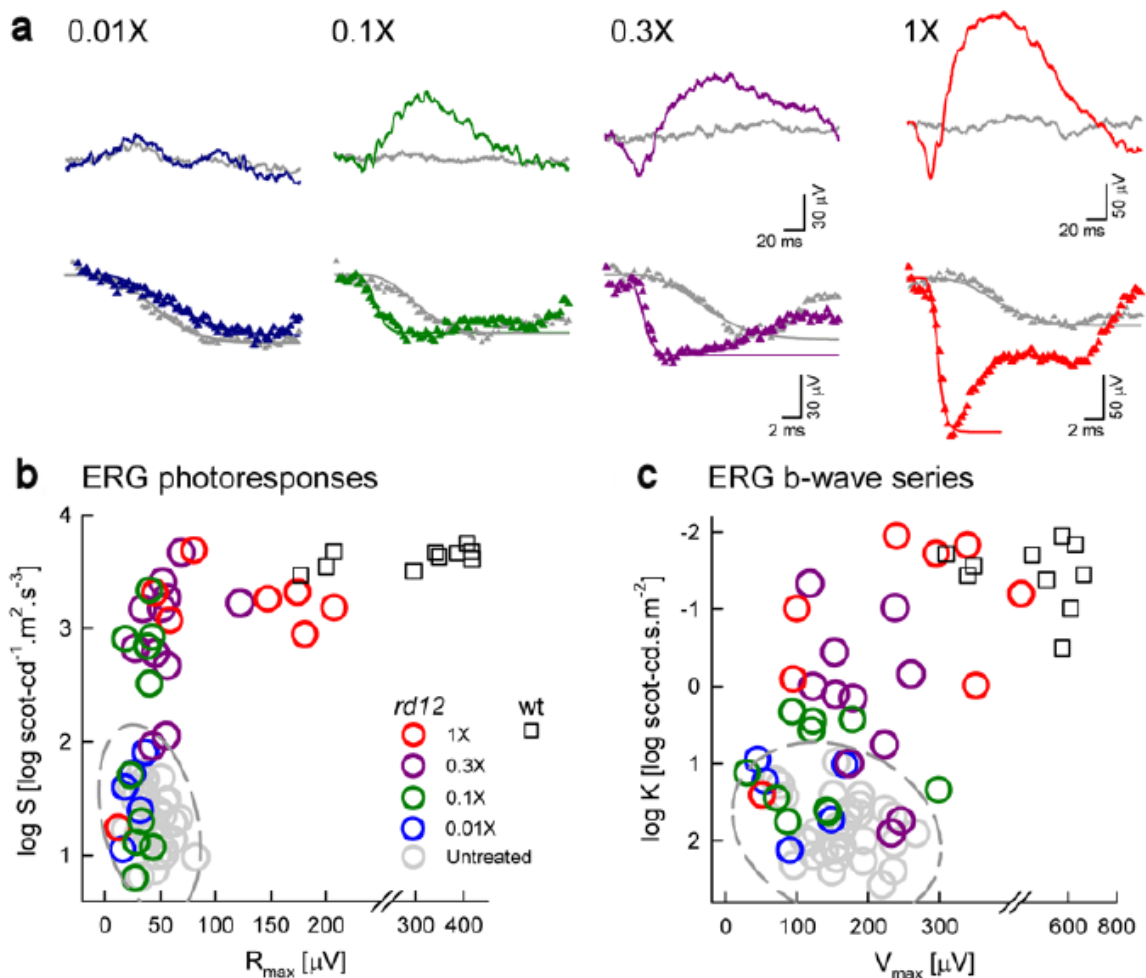 a 0.01X 0.1X 0.3X 1X
20 ms 30 µV
20 ms 50 µV
2 ms 30 µV
2 ms 50 µV
b ERG photoresponses
log S [log scot-cd⁻¹.m².s⁻³]
4
3
2
1
0 50 100 150 200 300 400
Rmax [µV]
rd12 wt
1X
0.3X
0.1X
0.01X
Untreated
c ERG b-wave series
log K [log scot-cd.s.m⁻²]
-2
-1
0
1
2
0 100 200 300 600 800
Vmax [µV]